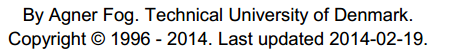 By Agner Fog. Technical University of Denmark.
Copyright © 1996 - 2014. Last updated 2014-02-19.